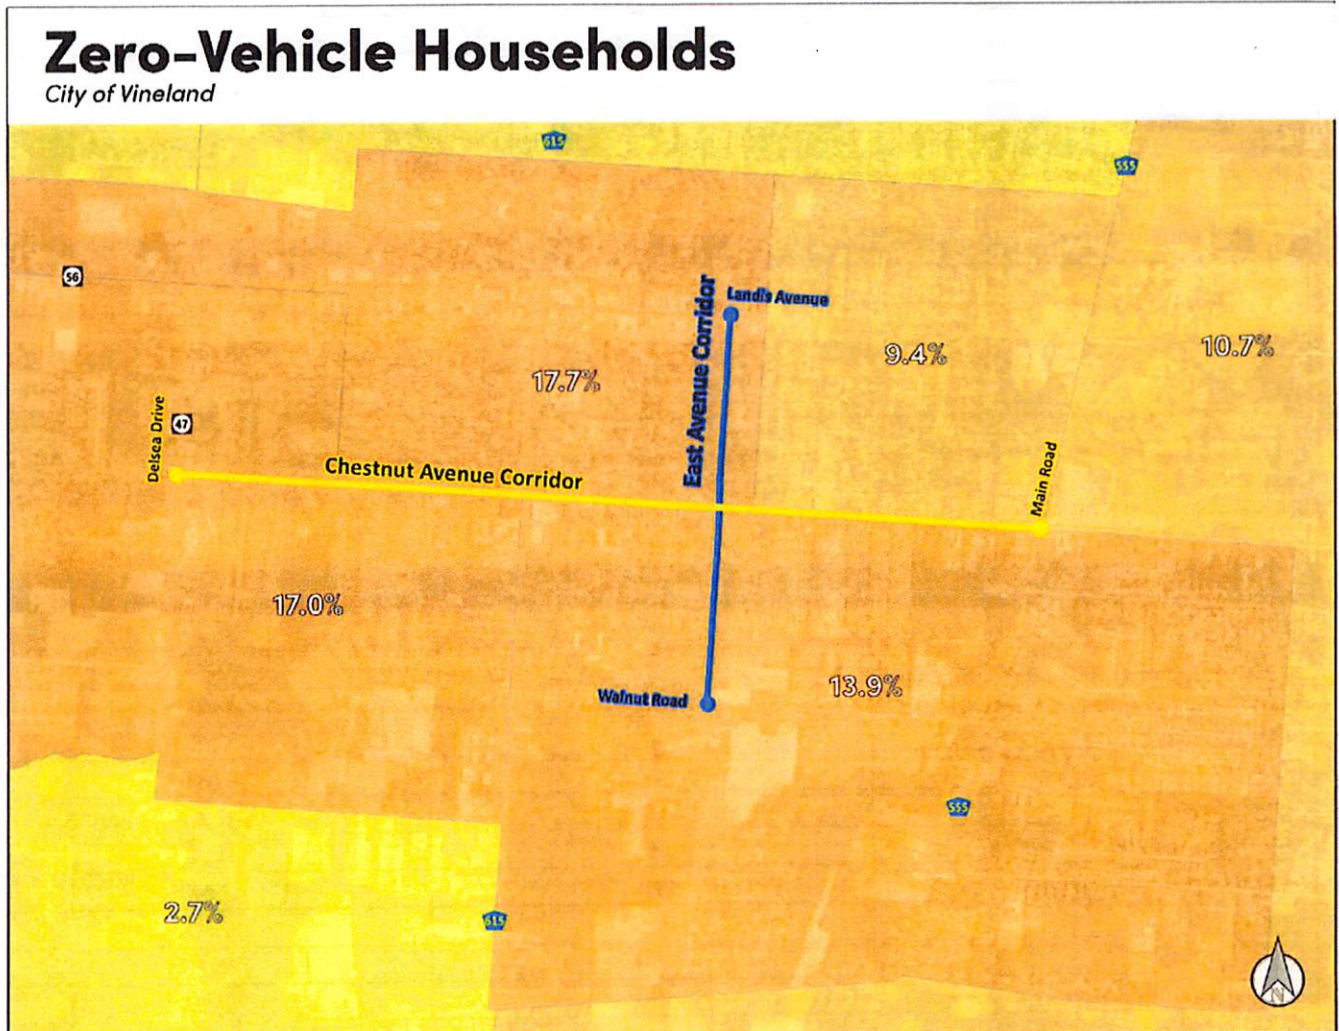 Zero-Vehicle Households
City of Vineland
615
555
56
Landis Avenue
East Avenue Corridor
9.4%
10.7%
17.7%
Delsea Drive
47
Chestnut Avenue Corridor
Main Road
17.0%
13.9%
Walnut Road
555
2.7%
615
N